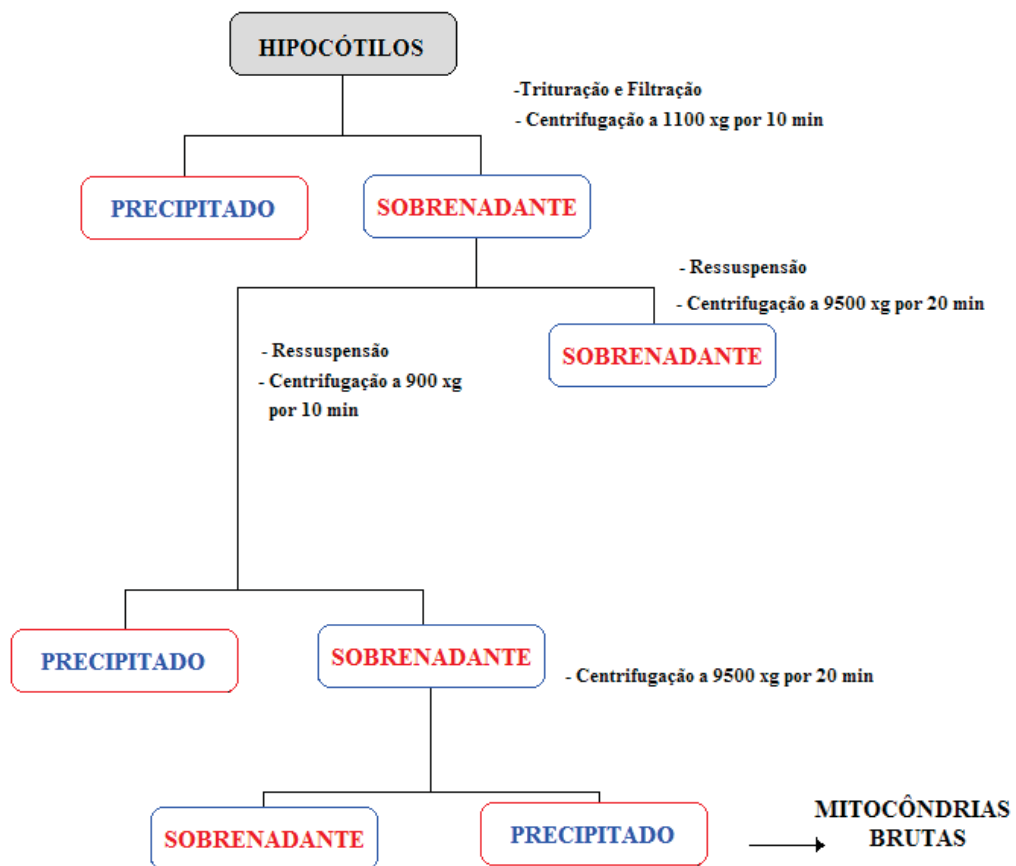 HIPOCÓTILOS
-Trituração e Filtração
- Centrifugação a 1100 xg por 10 min
PRECIPITADO
SOBRENADANTE
- Ressuspensão
- Centrifugação a 9500 xg por 20 min
SOBRENADANTE
- Ressuspensão
- Centrifugação a 900 xg
por 10 min
PRECIPITADO
SOBRENADANTE
- Centrifugação a 9500 xg por 20 min
SOBRENADANTE
PRECIPITADO
MITOCÔNDRIAS
BRUTAS